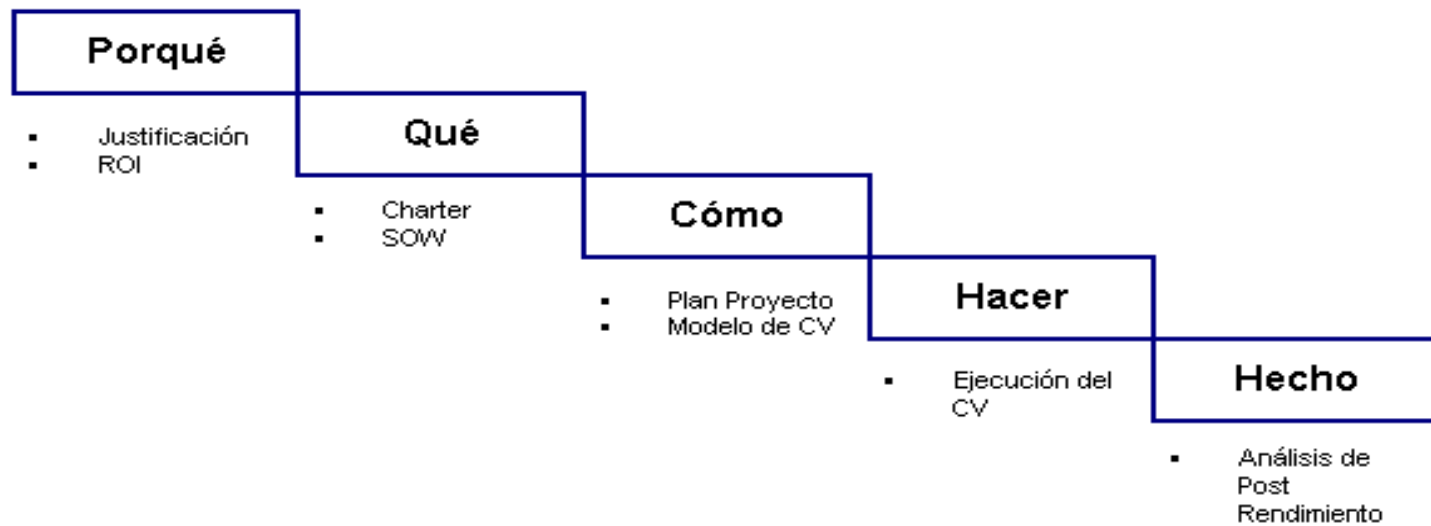 Porqué
▪ Justificación
▪ ROI
Qué
▪ Charter
▪ SOW
Cómo
▪ Plan Proyecto
▪ Modelo de CV
Hacer
▪ Ejecución del
CV
Hecho
▪ Análisis de
Post
Rendimiento